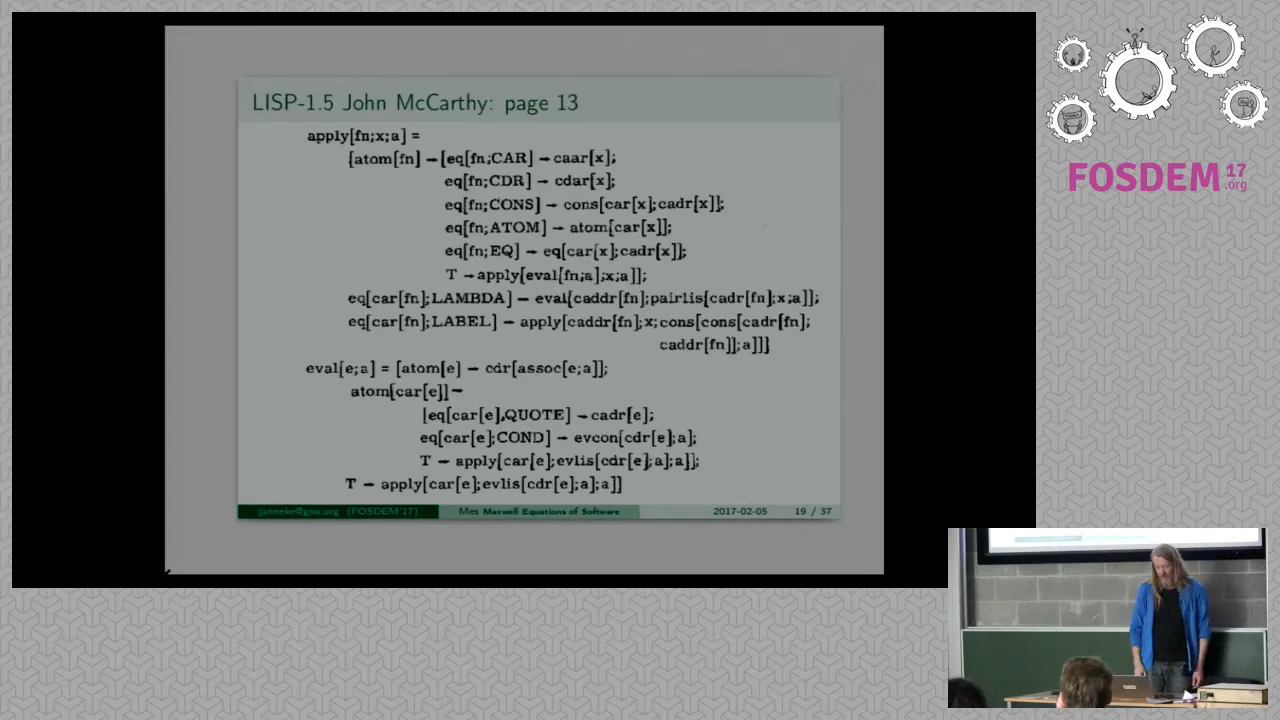 LISP-1.5 John McCarthy: page 13
apply[fn;x;a] =
[atom[fn] → [eq[fn;CAR] → caar[x];
eq[fn;CDR] → cdar[x];
eq[fn;CONS] → cons[car[x];cadr[x]];
eq[fn;ATOM] → atom[car[x]];
eq[fn;EQ] → eq[car[x];cadr[x]];
T → apply[eval[fn;a];x;a]];
eq[car[fn];LAMBDA] → eval[caddr[fn];pairlis[cadr[fn];x;a]];
eq[car[fn];LABEL] → apply[caddr[fn];x;cons[cons[cadr[fn];
caddr[fn]];a]]]
eval[e;a] = [atom[e] → cdr[assoc[e;a]];
atom[car[e]] →
[eq[car[e],QUOTE] → cadr[e];
eq[car[e];COND] → evcon[cdr[e];a];
T → apply[car[e];evlis[cdr[e];a];a]];
T → apply[car[e];evlis[cdr[e];a];a]]
janneke@gnu.org (FOSDEM'17) Mes Maxwell Equations of Software 2017-02-05 19 / 37
FOSDEM 17 .org